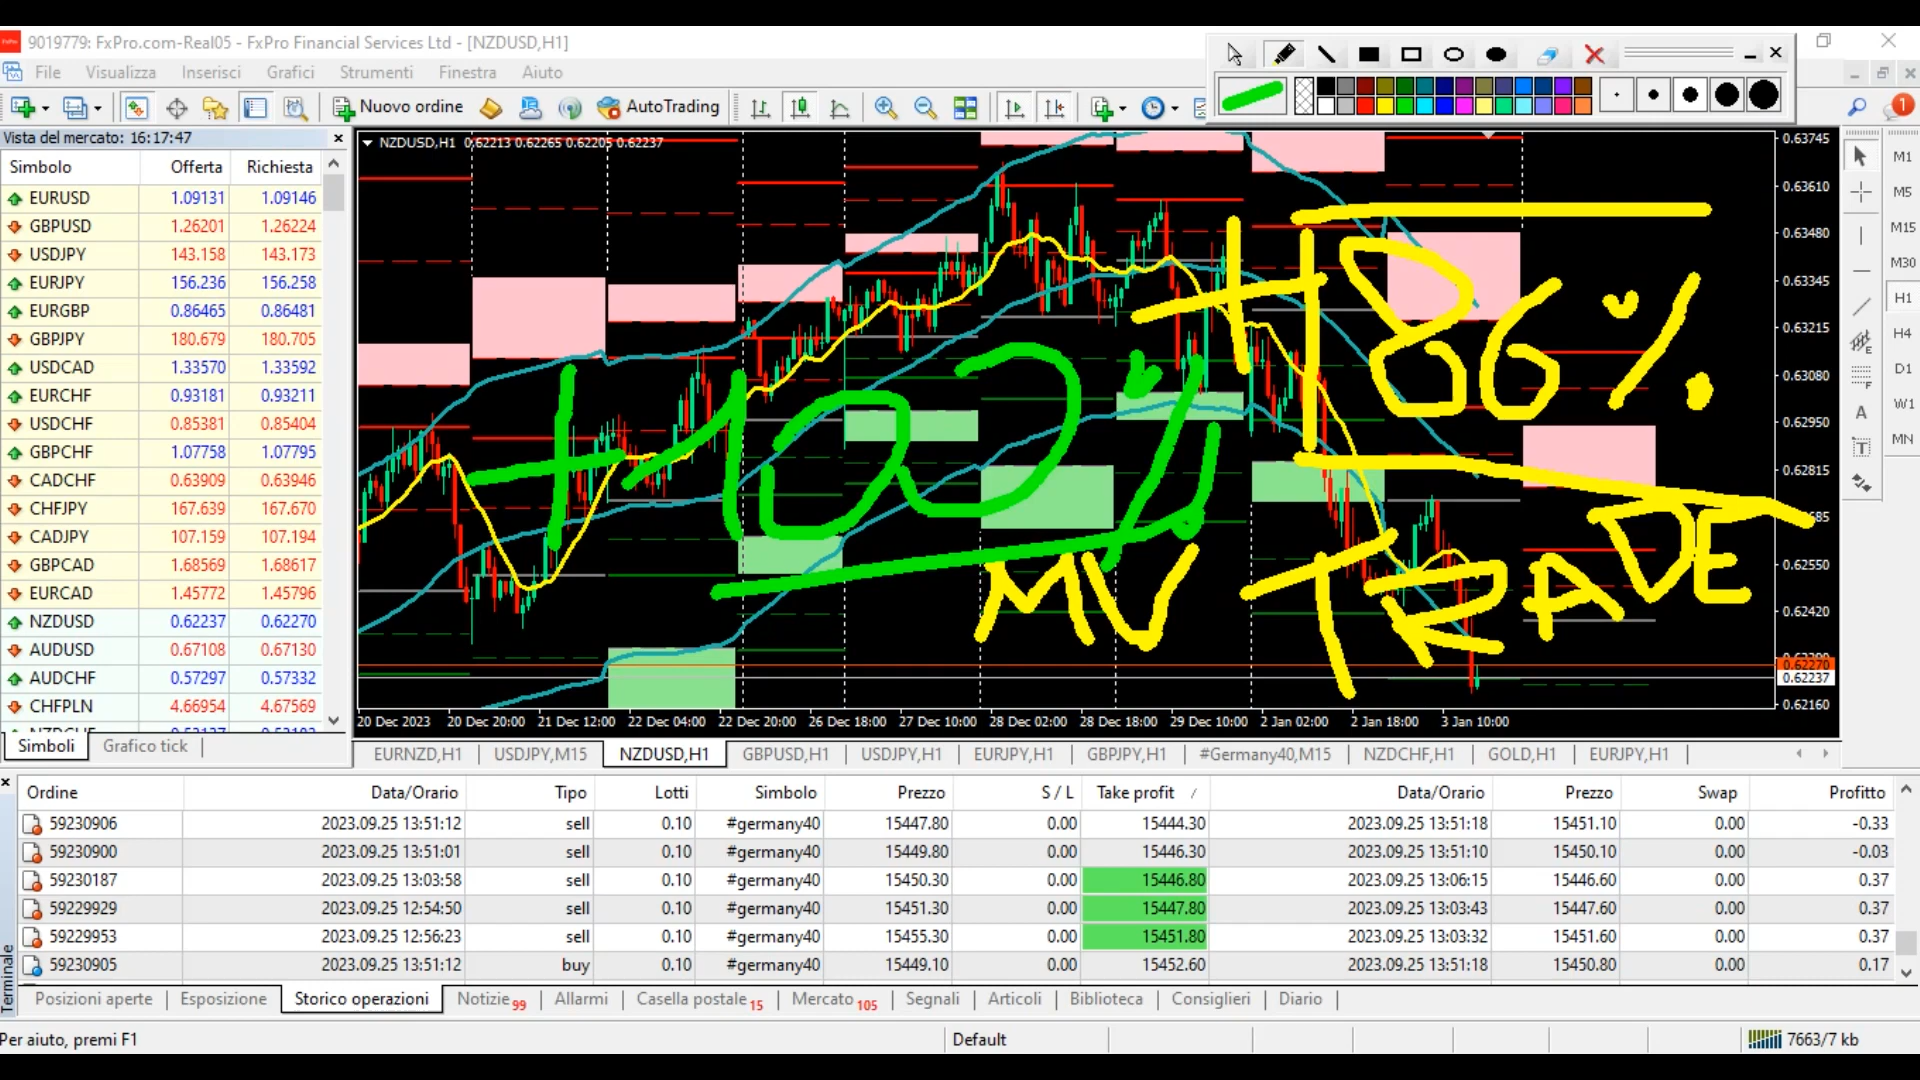 9019779: FxPro.com-Real05 - FxPro Financial Services Ltd - [NZDUSD,H1]
File Visualizza Inserisci Grafici Strumenti Finestra Aiuto
Nuovo ordine AutoTrading
1
Vista del mercato: 16:17:47
Simbolo Offerta Richiesta
EURUSD 1.09131 1.09146
GBPUSD 1.26201 1.26224
USDJPY 143.158 143.173
EURJPY 156.236 156.258
EURGBP 0.86465 0.86481
GBPJPY 180.679 180.705
USDCAD 1.33570 1.33592
EURCHF 0.93181 0.93211
USDCHF 0.85381 0.85404
GBPCHF 1.07758 1.07795
CADCHF 0.63909 0.63946
CHFJPY 167.639 167.670
CADJPY 107.159 107.194
GBPCAD 1.68569 1.68617
EURCAD 1.45772 1.45796
NZDUSD 0.62237 0.62270
AUDUSD 0.67108 0.67130
AUDCHF 0.57297 0.57332
CHFPLN 4.66954 4.67569
Simboli Grafico tick
NZDUSD,H1 0.62213 0.62265 0.62205 0.62237
+186%
+102%
MV TRADE
0.63745
0.63610
0.63480
0.63345
0.63215
0.63080
0.62950
0.62815
0.62550
0.62420
0.62270
0.62237
0.62160
20 Dec 2023 20 Dec 20:00 21 Dec 12:00 22 Dec 04:00 22 Dec 20:00 26 Dec 18:00 27 Dec 10:00 28 Dec 02:00 28 Dec 18:00 29 Dec 10:00 2 Jan 02:00 2 Jan 18:00 3 Jan 10:00
M1
M5
M15
M30
H1
H4
D1
W1
MN
EURNZD,H1 USDJPY,M15 NZDUSD,H1 GBPUSD,H1 USDJPY,H1 EURJPY,H1 GBPJPY,H1 #Germany40,M15 NZDCHF,H1 GOLD,H1 EURJPY,H1
Ordine Data/Orario Tipo Lotti Simbolo Prezzo S / L Take profit Data/Orario Prezzo Swap Profitto
59230906 2023.09.25 13:51:12 sell 0.10 #germany40 15447.80 0.00 15444.30 2023.09.25 13:51:18 15451.10 0.00 -0.33
59230900 2023.09.25 13:51:01 sell 0.10 #germany40 15449.80 0.00 15446.30 2023.09.25 13:51:10 15450.10 0.00 -0.03
59230187 2023.09.25 13:03:58 sell 0.10 #germany40 15450.30 0.00 15446.80 2023.09.25 13:06:15 15446.60 0.00 0.37
59229929 2023.09.25 12:54:50 sell 0.10 #germany40 15451.30 0.00 15447.80 2023.09.25 13:03:43 15447.60 0.00 0.37
59229953 2023.09.25 12:56:23 sell 0.10 #germany40 15455.30 0.00 15451.80 2023.09.25 13:03:32 15451.60 0.00 0.37
59230905 2023.09.25 13:51:12 buy 0.10 #germany40 15449.10 0.00 15452.60 2023.09.25 13:51:18 15450.80 0.00 0.17
Terminale
Posizioni aperte Esposizione Storico operazioni Notizie 99 Allarmi Casella postale 15 Mercato 105 Segnali Articoli Biblioteca Consiglieri Diario
Per aiuto, premi F1 Default 7663/7 kb